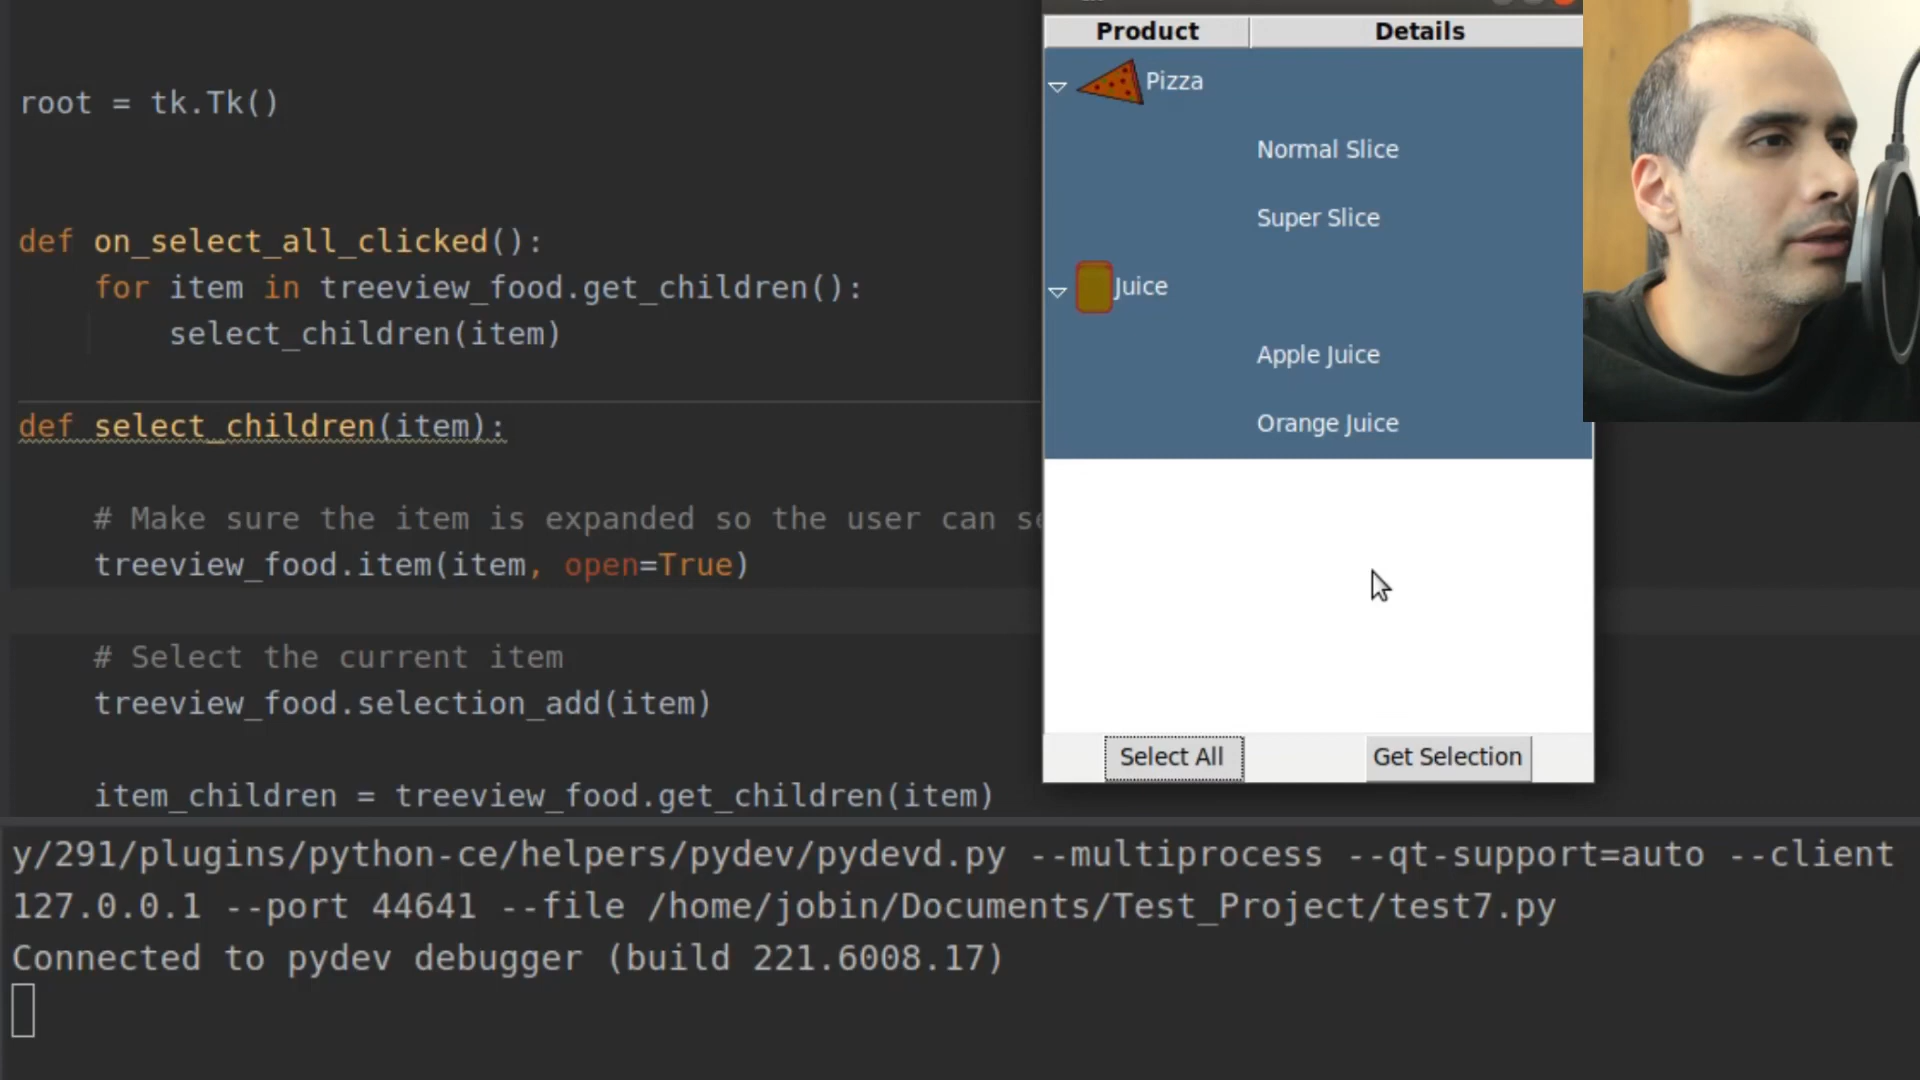 root = tk.Tk()
def on_select_all_clicked():
for item in treeview_food.get_children():
select_children(item)
def select_children(item):
# Make sure the item is expanded so the user can
treeview_food.item(item, open=True)
# Select the current item
treeview_food.selection_add(item)
item_children = treeview_food.get_children(item)
Product Details
Pizza
Normal Slice
Super Slice
Juice
Apple Juice
Orange Juice
Select All Get Selection
y/291/plugins/python-ce/helpers/pydev/pydevd.py --multiprocess --qt-support=auto --client
127.0.0.1 --port 44641 --file /home/jobin/Documents/Test_Project/test7.py
Connected to pydev debugger (build 221.6008.17)